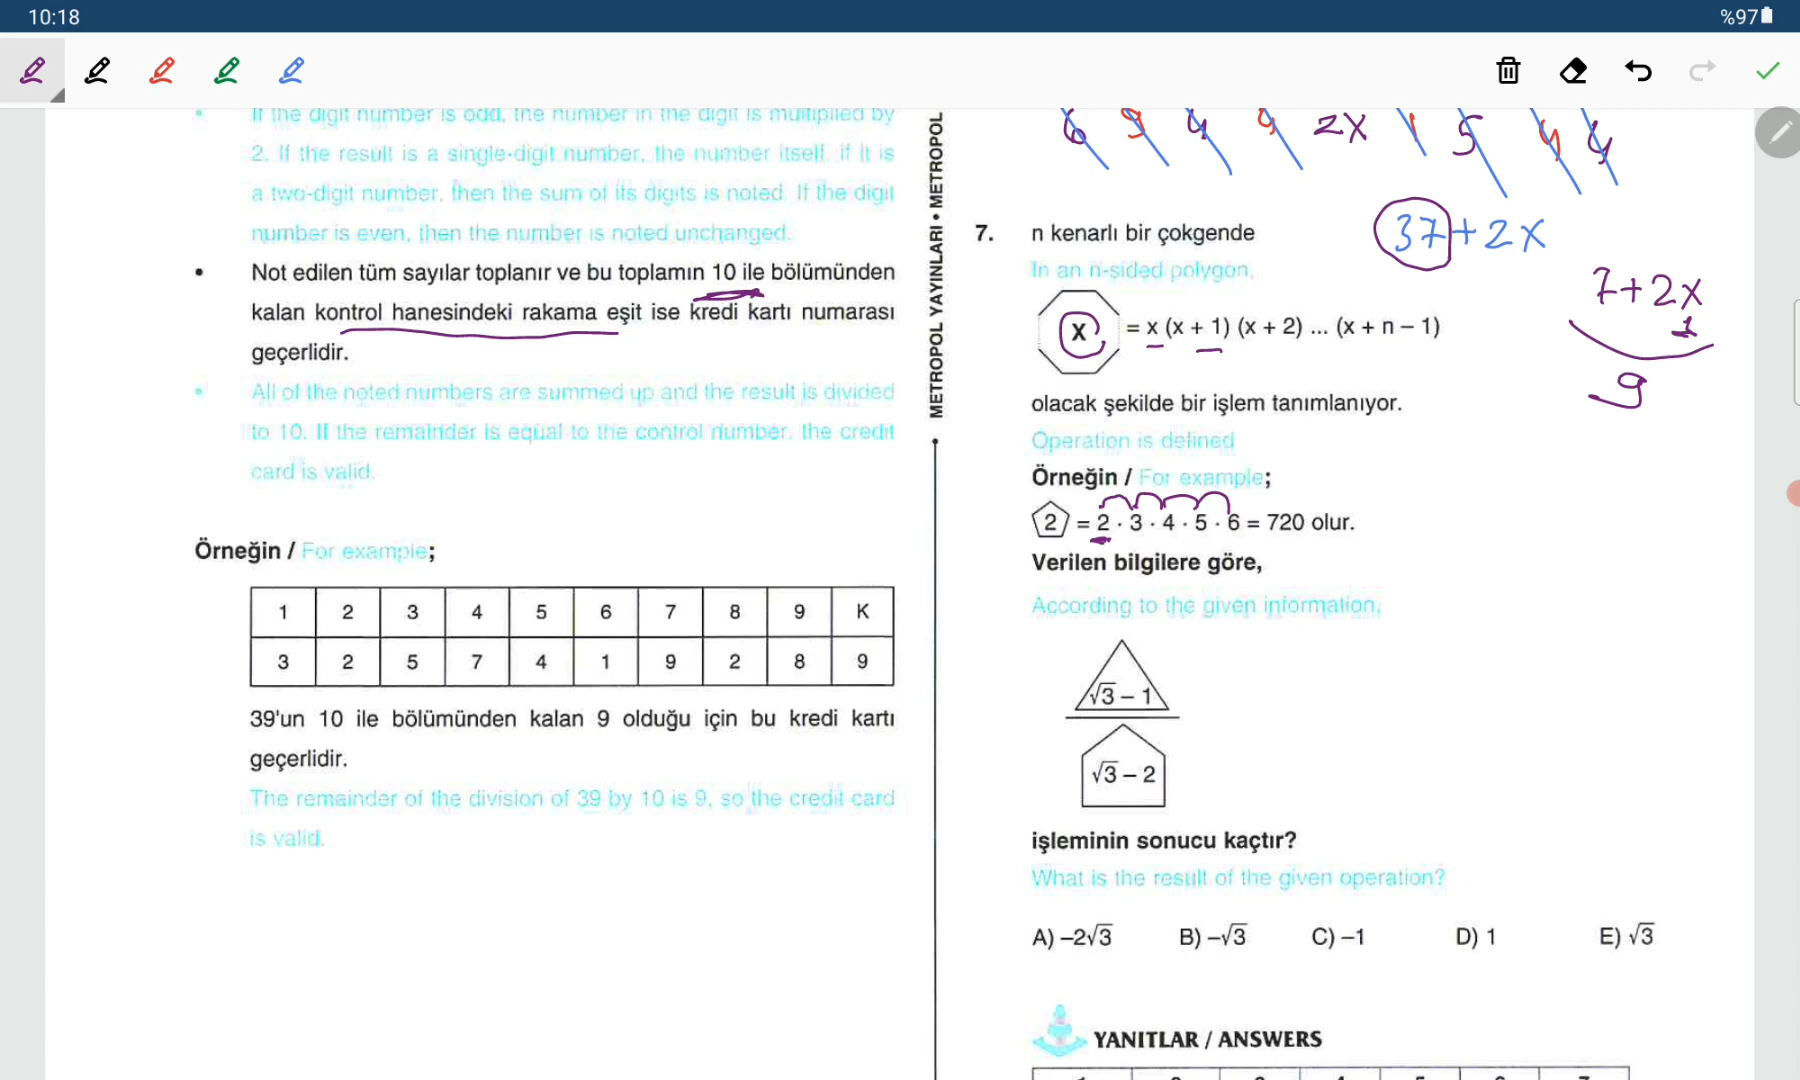 10:18
%97
If the digit number is odd, the number in the digit is multiplied by
2. If the result is a single-digit number, the number itself, if it is
a two-digit number, then the sum of its digits is noted. If the digit
number is even, then the number is noted unchanged.
• Not edilen tüm sayılar toplanır ve bu toplamın 10 ile bölümünden
kalan kontrol hanesindeki rakama eşit ise kredi kartı numarası
geçerlidir.
• All of the noted numbers are summed up and the result is divided
to 10. If the remainder is equal to the control number, the credit
card is valid.
Örneğin / For example;
1 2 3 4 5 6 7 8 9 K
3 2 5 7 4 1 9 2 8 9
39'un 10 ile bölümünden kalan 9 olduğu için bu kredi kartı
geçerlidir.
The remainder of the division of 39 by 10 is 9, so the credit card
is valid.
METROPOL YAYINLARI • METROPOL
6 9 4 9 2x 1 5 4 4
37+2x
7+2x
1
9
7. n kenarlı bir çokgende
In an n-sided polygon,
x = x (x + 1) (x + 2) ... (x + n – 1)
olacak şekilde bir işlem tanımlanıyor.
Operation is defined
Örneğin / For example;
2 = 2 · 3 · 4 · 5 · 6 = 720 olur.
Verilen bilgilere göre,
According to the given information,
√3 – 1
√3 – 2
işleminin sonucu kaçtır?
What is the result of the given operation?
A) –2√3 B) –√3 C) –1 D) 1 E) √3
YANITLAR / ANSWERS